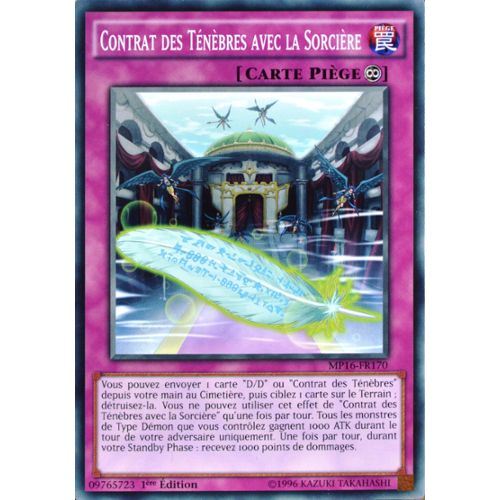 Contrat des Ténèbres avec la Sorcière
PIÈGE
罠
[Carte Piège]
MP16-FR170
Vous pouvez envoyer 1 carte "D/D" ou "Contrat des Ténèbres"
depuis votre main au Cimetière, puis ciblez 1 carte sur le Terrain ;
détruisez-la. Vous ne pouvez utiliser cet effet de "Contrat des
Ténèbres avec la Sorcière" qu'une fois par tour. Tous les monstres
de Type Démon que vous contrôlez gagnent 1000 ATK durant le
tour de votre adversaire uniquement. Une fois par tour, durant
votre Standby Phase : recevez 1000 points de dommages.
09765723 1ère Édition ©1996 KAZUKI TAKAHASHI